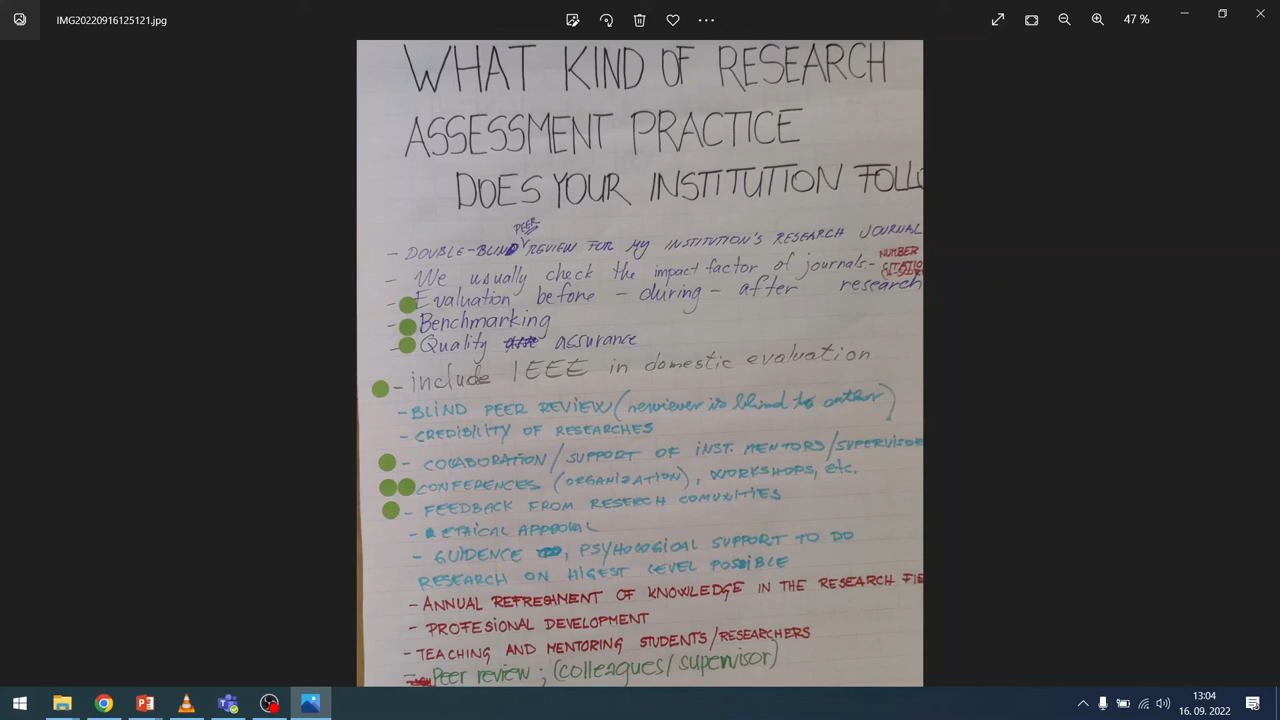 IMG20220916125121.jpg
47 %
WHAT KIND OF RESEARCH
ASSESSMENT PRACTICE
DOES YOUR INSTITUTION FOLLO
PEER
- DOUBLE-BLIND REVIEW FOR MY INSTITUTION'S RESEARCH JOURNAL
- We usually check the impact factor of journals. - NUMBER
- Evaluation before - during - after research
- Benchmarking
- Quality assurance
- include IEEE in domestic evaluation
- BLIND PEER REVIEW (rewiever is blind to author)
- CREDIBILITY OF RESEARCHES
- COLABORATION/SUPPORT OF INST. MENTORS/SUPERVISOR
CONFERENCES (ORGANIZATION), WORKSHOPS, etc.
- FEEDBACK FROM RESERCH COMUNITIES
- ETHICAL APPROVAL
- GUIDENCE, PSYHOLOGICAL SUPPORT TO DO
RESEARCH ON HIGEST LEVEL POSSIBLE
- ANNUAL REFRESHMENT OF KNOWLEDGE IN THE RESEARCH FIE
- PROFESIONAL DEVELOPMENT
- TEACHING AND MENTORING STUDENTS/RESEARCHERS
- Peer review ; (colleagues/supervisor)
13:04
16. 09. 2022